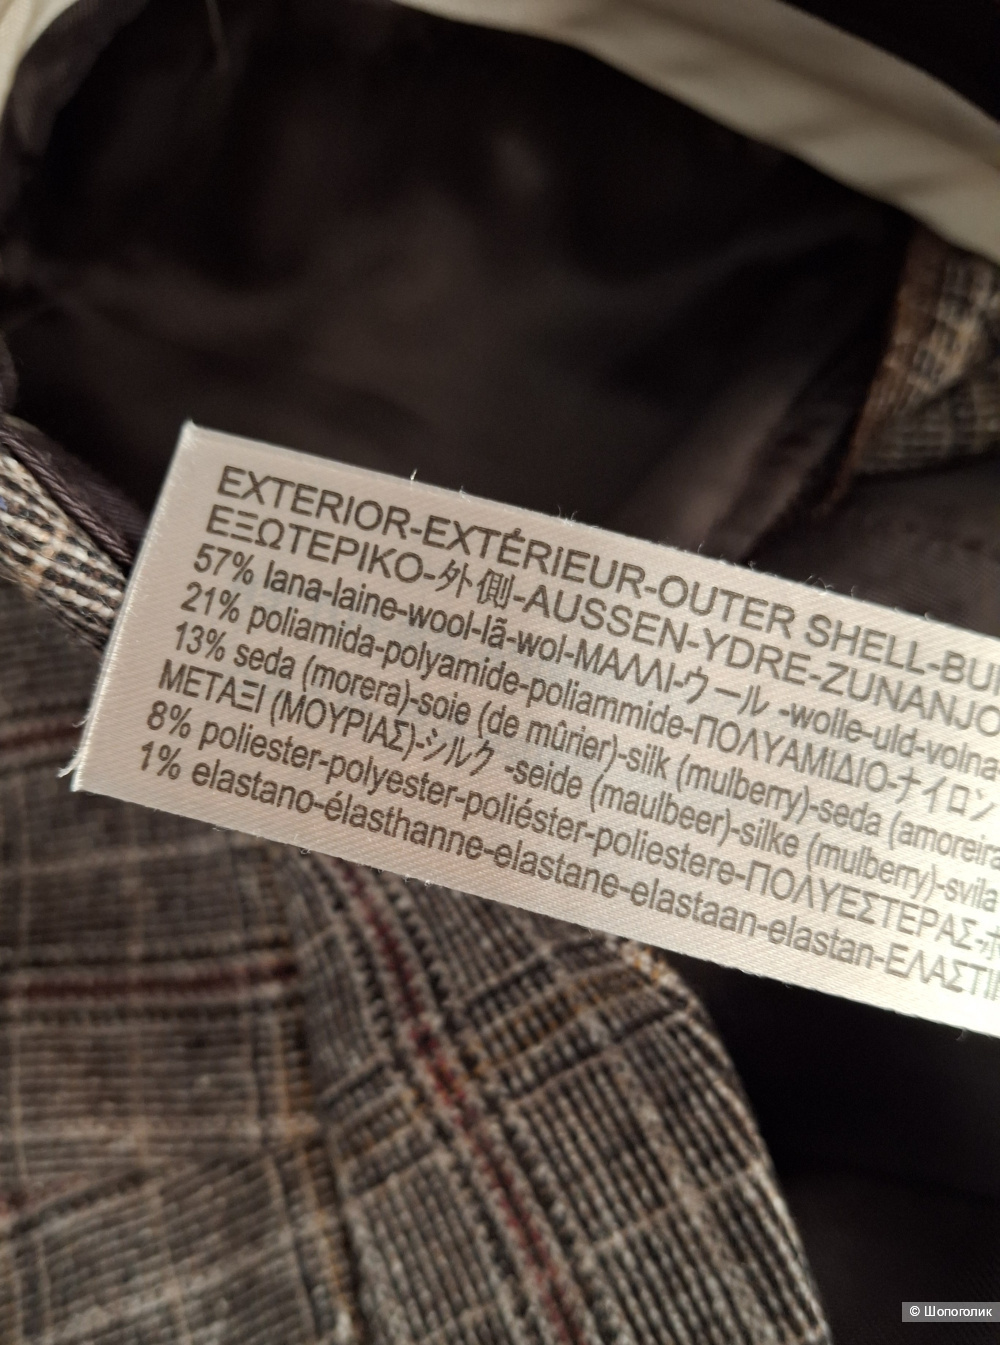 EXTERIOR-EXTÉRIEUR-OUTER SHELL-BUI
ΕΞΩΤΕΡΙΚΟ-外側-AUSSEN-YDRE-ZUNANJO
57% lana-laine-wool-lã-wol-ΜΑΛΛΙ-ウール -wolle-uld-volna-
21% poliamida-polyamide-poliammide-ΠΟΛΥΑΜΙΔΙΟ-ナイロン
13% seda (morera)-soie (de mûrier)-silk (mulberry)-seda (amoreira
ΜΕΤΑΞΙ (ΜΟΥΡΙΑΣ)-シルク -seide (maulbeer)-silke (mulberry)-svila
8% poliester-polyester-poliéster-poliestere-ΠΟΛΥΕΣΤΕΡΑΣ-
1% elastano-élasthanne-elastane-elastaan-elastan-ΕΛΑΣΤΙ
© Шопоголик